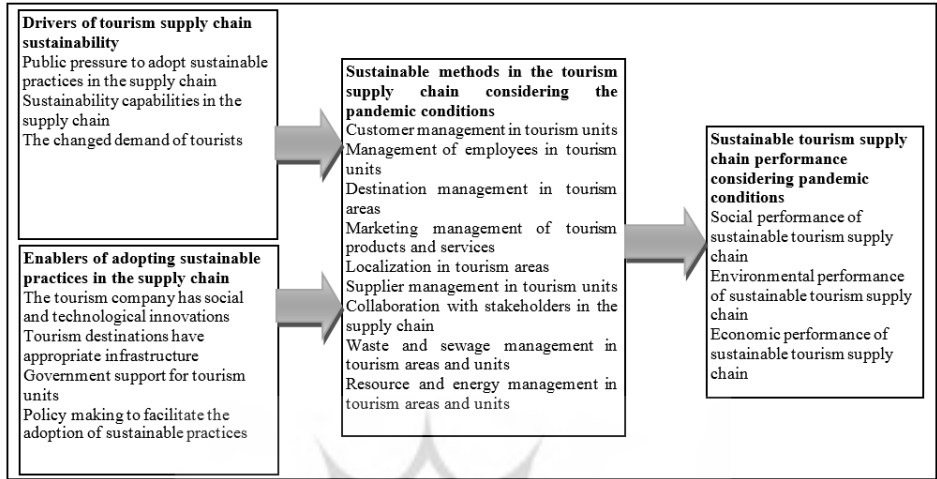 Drivers of tourism supply chain
sustainability
Public pressure to adopt sustainable
practices in the supply chain
Sustainability capabilities in the
supply chain
The changed demand of tourists
Enablers of adopting sustainable
practices in the supply chain
The tourism company has social
and technological innovations
Tourism destinations have
appropriate infrastructure
Government support for tourism
units
Policy making to facilitate the
adoption of sustainable practices
Sustainable methods in the tourism
supply chain considering the
pandemic conditions
Customer management in tourism units
Management of employees in tourism
units
Destination management in tourism
areas
Marketing management of tourism
products and services
Localization in tourism areas
Supplier management in tourism units
Collaboration with stakeholders in the
supply chain
Waste and sewage management in
tourism areas and units
Resource and energy management in
tourism areas and units
Sustainable tourism supply
chain performance
considering pandemic
conditions
Social performance of
sustainable tourism supply
chain
Environmental performance
of sustainable tourism supply
chain
Economic performance of
sustainable tourism supply
chain